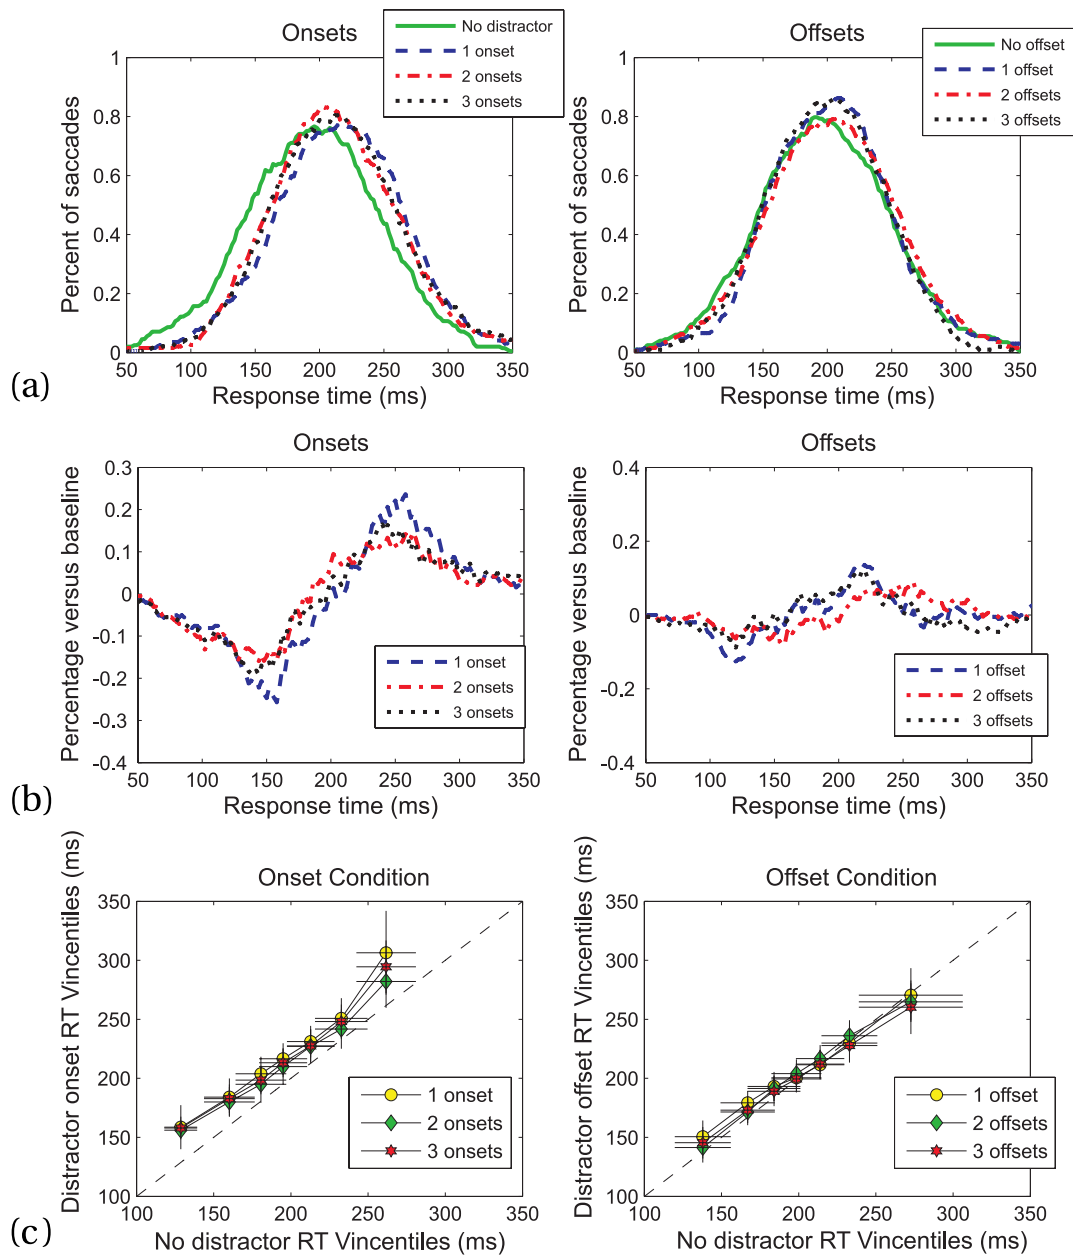 Onsets
No distractor
1 onset
2 onsets
3 onsets
Percent of saccades
1
0.8
0.6
0.4
0.2
0
50 100 150 200 250 300 350
Response time (ms)
Offsets
No offset
1 offset
2 offsets
3 offsets
Percent of saccades
1
0.8
0.6
0.4
0.2
0
50 100 150 200 250 300 350
Response time (ms)
(a)
Onsets
Percentage versus baseline
0.3
0.2
0.1
0
-0.1
-0.2
-0.3
-0.4
1 onset
2 onsets
3 onsets
50 100 150 200 250 300 350
Response time (ms)
Offsets
Percentage versus baseline
0.4
0.2
0
-0.2
-0.4
1 offset
2 offsets
3 offsets
50 100 150 200 250 300 350
Response time (ms)
(b)
Onset Condition
Distractor onset RT Vincentiles (ms)
350
300
250
200
150
100
1 onset
2 onsets
3 onsets
100 150 200 250 300 350
No distractor RT Vincentiles (ms)
Offset Condition
Distractor offset RT Vincentiles (ms)
350
300
250
200
150
100
1 offset
2 offsets
3 offsets
100 150 200 250 300 350
No distractor RT Vincentiles (ms)
(c)